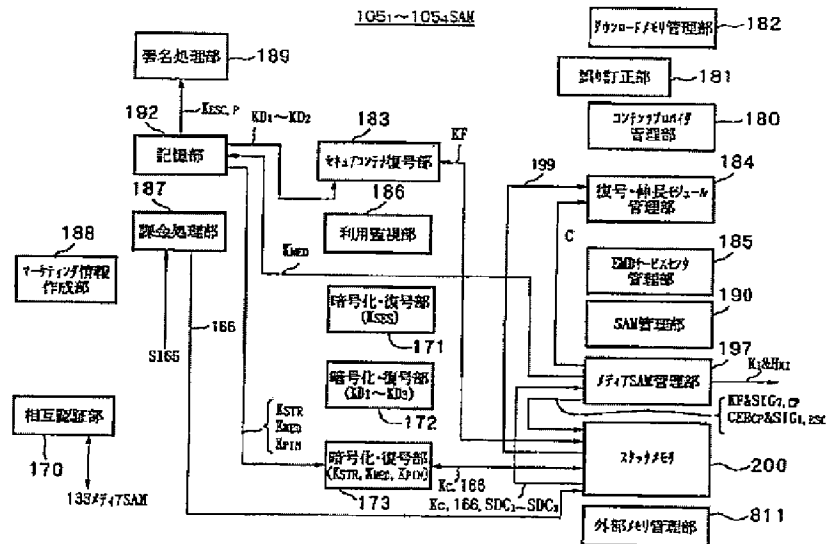 105₁~105₄SAM
ダウンロードメモリ管理部
182
署名処理部
189
誤り訂正部
181
KESC,P
192
記憶部
KD₁~KD₃
183
セキュアコンテナ復号部
KF
コンテンツプロバイダ
管理部
180
187
課金処理部
186
利用監視部
199
184
復号・伸長モジュール
管理部
C
188
マーケティング情報
作成部
KMED
185
EMDサービスセンタ
管理部
166
S165
暗号化・復号部
(KSES)
171
SAM管理部
190
197
メディアSAM管理部
K₁&HK1
暗号化・復号部
(KD₁~KD₃)
172
KSTR
KMED
KPIN
KF&SIG₇,CP
CERCP&SIG₁,ESC
相互認証部
170
暗号化・復号部
(KSTR, KMED, KPIN)
173
Kc,166
Kc,166,SDC₁~SDC₃
スタックメモリ
200
133メディアSAM
外部メモリ管理部
811